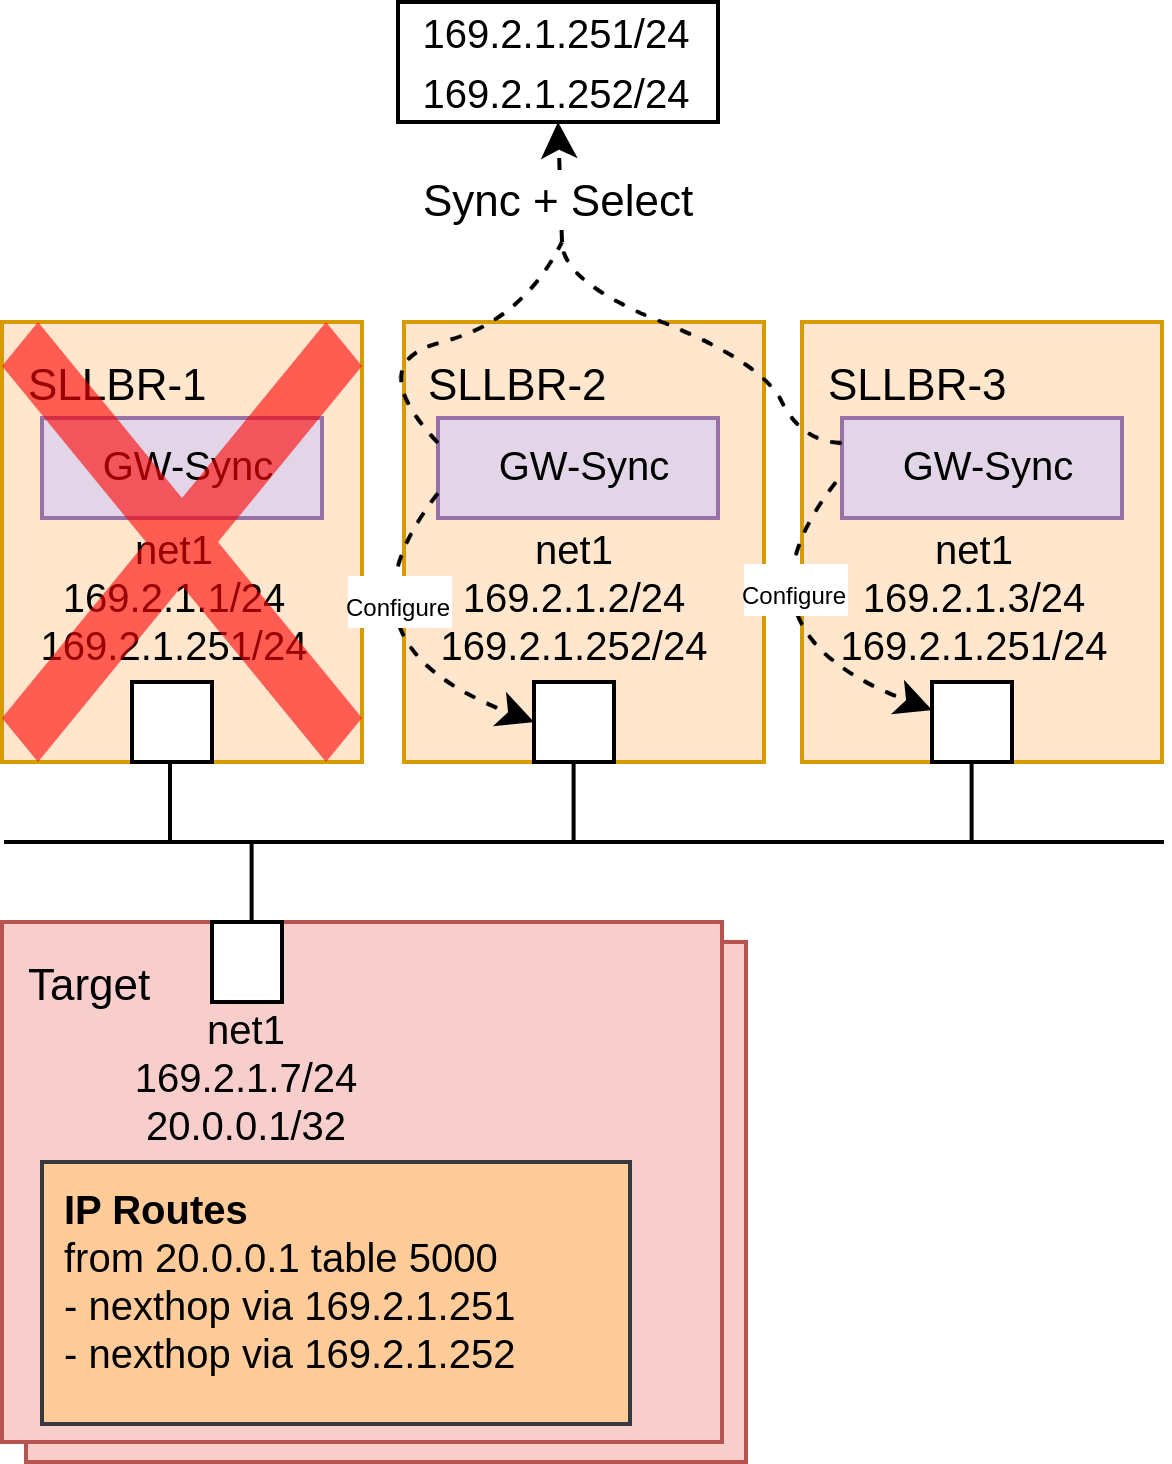 169.2.1.251/24
169.2.1.252/24
Sync + Select
SLLBR-1
GW-Sync
net1
169.2.1.1/24
169.2.1.251/24
SLLBR-2
GW-Sync
net1
169.2.1.2/24
169.2.1.252/24
Configure
SLLBR-3
GW-Sync
net1
169.2.1.3/24
169.2.1.251/24
Configure
Target
net1
169.2.1.7/24
20.0.0.1/32
IP Routes
from 20.0.0.1 table 5000
- nexthop via 169.2.1.251
- nexthop via 169.2.1.252